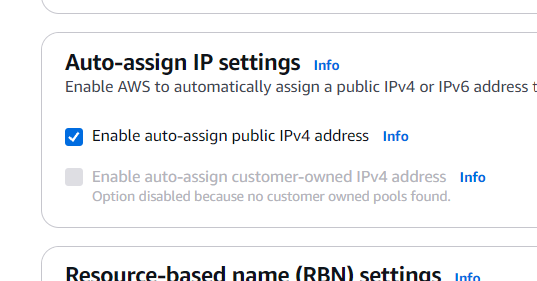 Auto-assign IP settings Info
Enable AWS to automatically assign a public IPv4 or IPv6 address
Enable auto-assign public IPv4 address Info
Enable auto-assign customer-owned IPv4 address Info
Option disabled because no customer owned pools found.
Resource-based name (RBN) settings Info